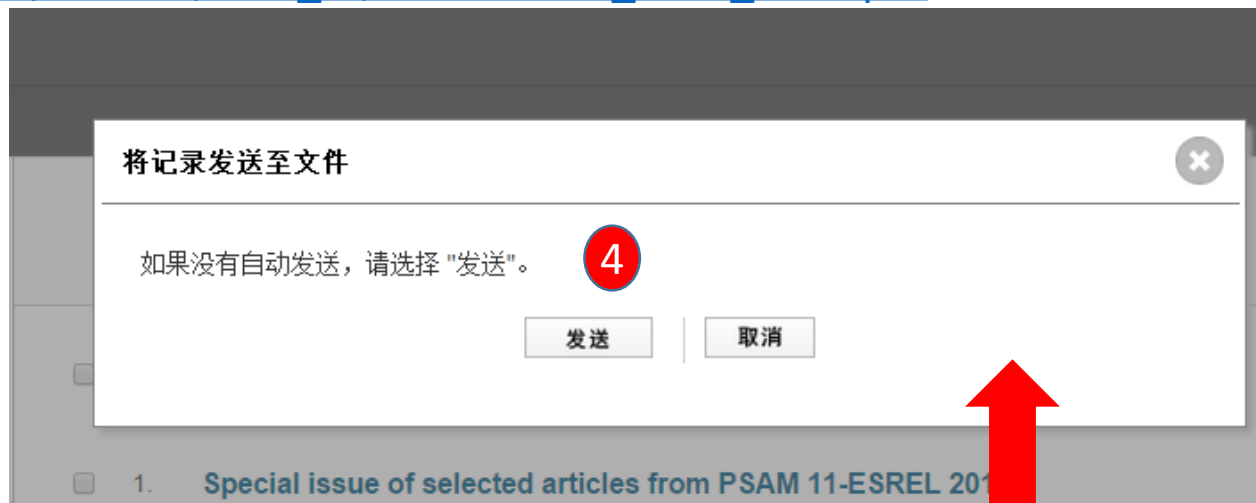 将记录发送至文件
如果没有自动发送，请选择 "发送"。
4
发送 取消
1. Special issue of selected articles from PSAM 11-ESREL 201